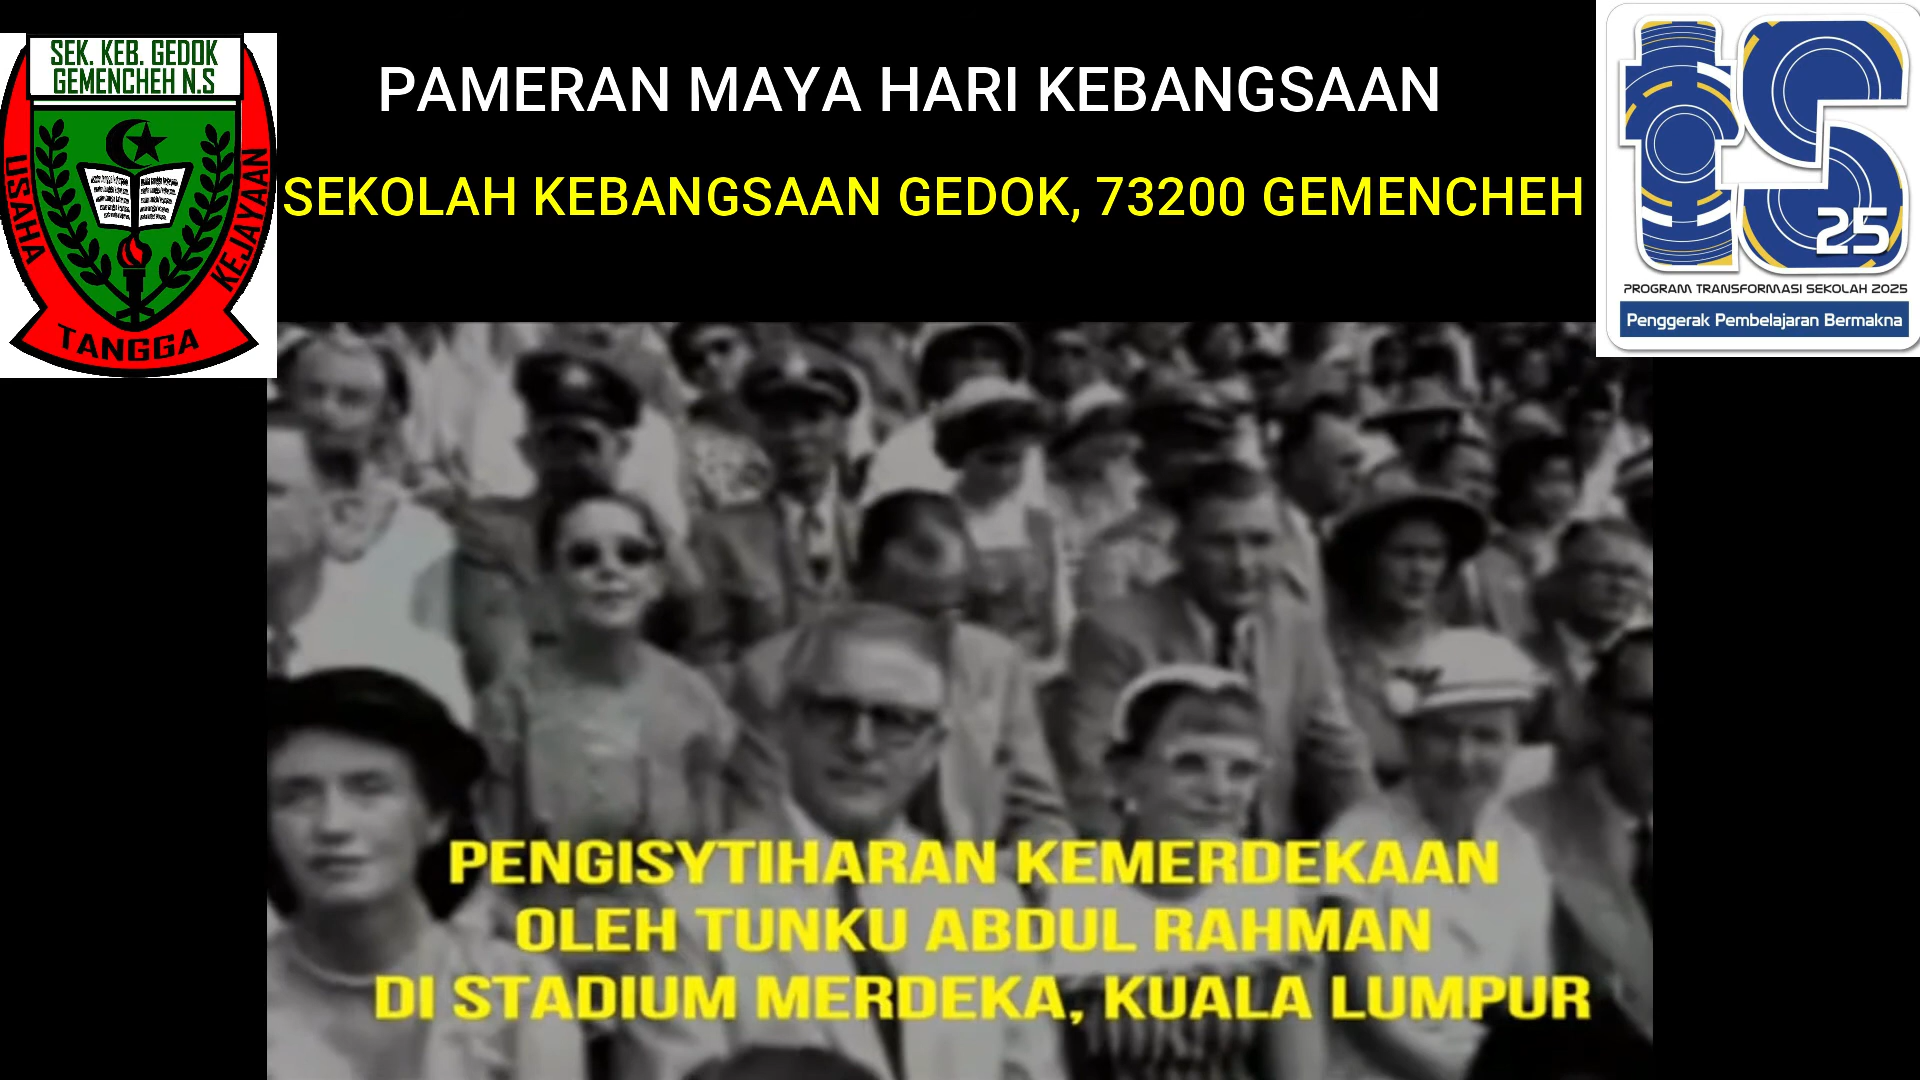 SEK. KEB. GEDOK
GEMENCHEH N.S
USAHA
TANGGA
KEJAYAAN
PAMERAN MAYA HARI KEBANGSAAN
SEKOLAH KEBANGSAAN GEDOK, 73200 GEMENCHEH
tS
25
PROGRAM TRANSFORMASI SEKOLAH 2025
Penggerak Pembelajaran Bermakna
PENGISYTIHARAN KEMERDEKAAN
OLEH TUNKU ABDUL RAHMAN
DI STADIUM MERDEKA, KUALA LUMPUR